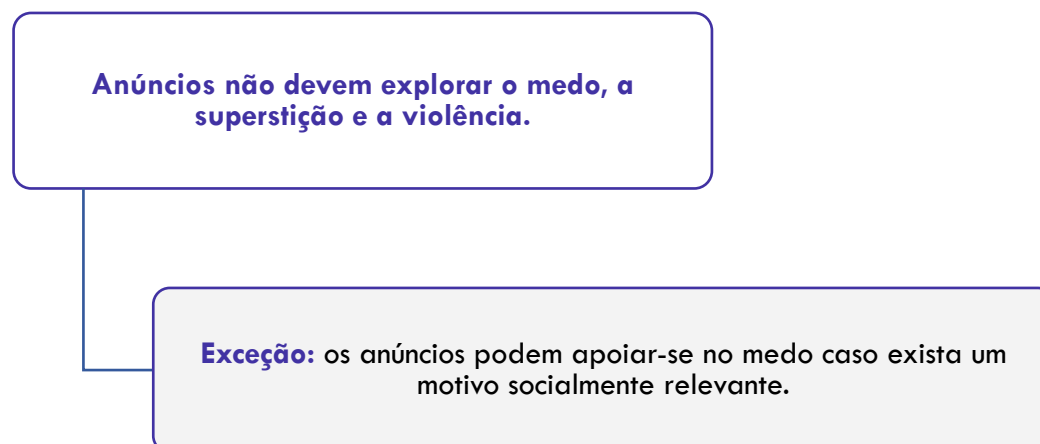 Anúncios não devem explorar o medo, a
superstição e a violência.
Exceção: os anúncios podem apoiar-se no medo caso exista um
motivo socialmente relevante.